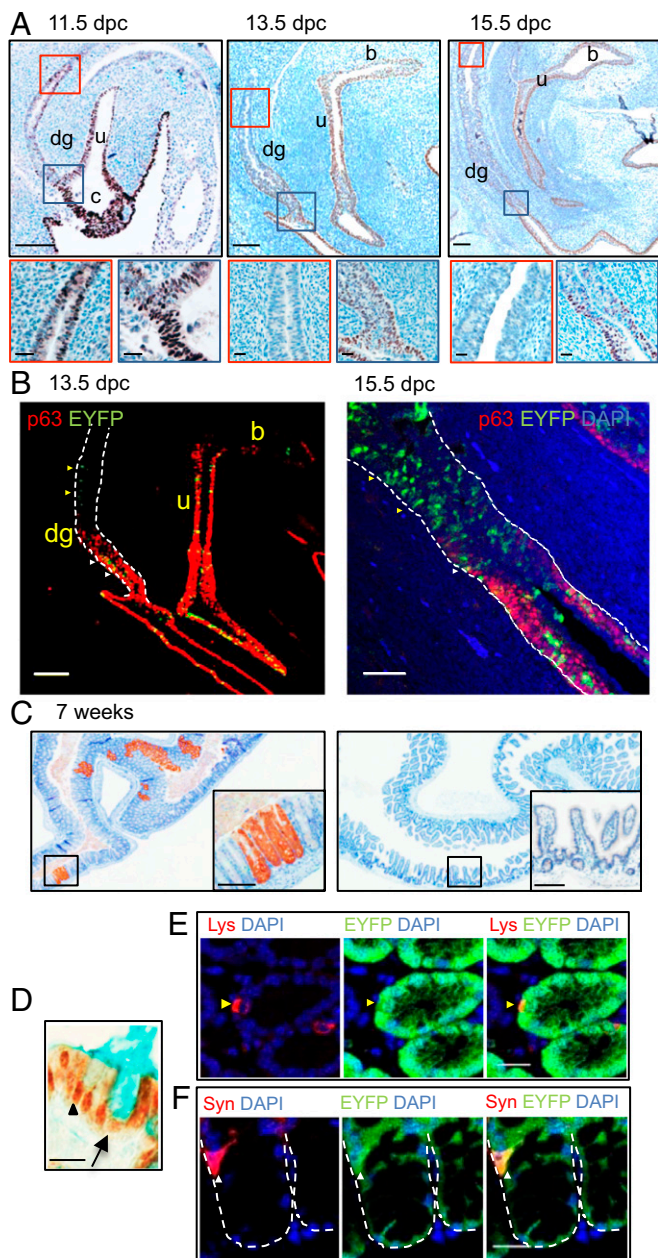 A
11.5 dpc 13.5 dpc 15.5 dpc
dg u c
dg u b
dg u b
B
13.5 dpc 15.5 dpc
p63 EYFP
b
u
dg
p63 EYFP DAPI
C 7 weeks
E
Lys DAPI EYFP DAPI Lys EYFP DAPI
D
F
Syn DAPI EYFP DAPI Syn EYFP DAPI